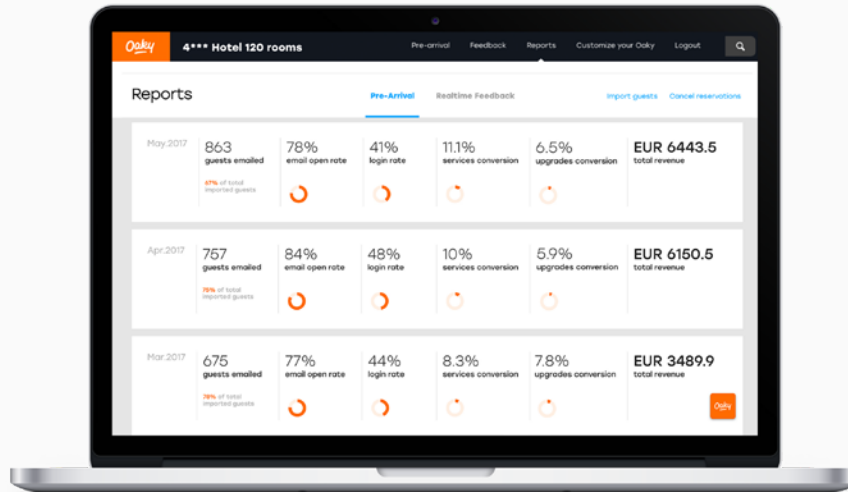 Oaky
4*** Hotel 120 rooms
Pre-arrival Feedback Reports Customize your Oaky Logout
Reports
Pre-Arrival Realtime Feedback
Import guests Cancel reservations
May.2017
863 78% 41% 11.1% 6.5% EUR 6443.5
guests emailed email open rate login rate services conversion upgrades conversion total revenue
67% of total
imported guests
Apr.2017
757 84% 48% 10% 5.9% EUR 6150.5
guests emailed email open rate login rate services conversion upgrades conversion total revenue
78% of total
imported guests
Mar.2017
675 77% 44% 8.3% 7.8% EUR 3489.9
guests emailed email open rate login rate services conversion upgrades conversion total revenue
78% of total
imported guests
Oaky